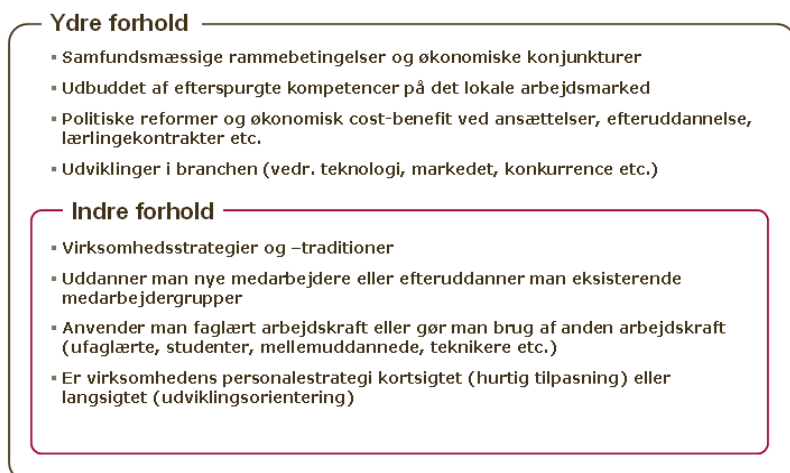 Ydre forhold
▪ Samfundsmæssige rammebetingelser og økonomiske konjunkturer
▪ Udbuddet af efterspurgte kompetencer på det lokale arbejdsmarked
▪ Politiske reformer og økonomisk cost-benefit ved ansættelser, efteruddannelse,
lærlingekontrakter etc.
▪ Udviklinger i branchen (vedr. teknologi, markedet, konkurrence etc.)
Indre forhold
▪ Virksomhedsstrategier og –traditioner
▪ Uddanner man nye medarbejdere eller efteruddanner man eksisterende
medarbejdergrupper
▪ Anvender man faglært arbejdskraft eller gør man brug af anden arbejdskraft
(ufaglærte, studenter, mellemuddannede, teknikere etc.)
▪ Er virksomhedens personalestrategi kortsigtet (hurtig tilpasning) eller
langsigtet (udviklingsorientering)